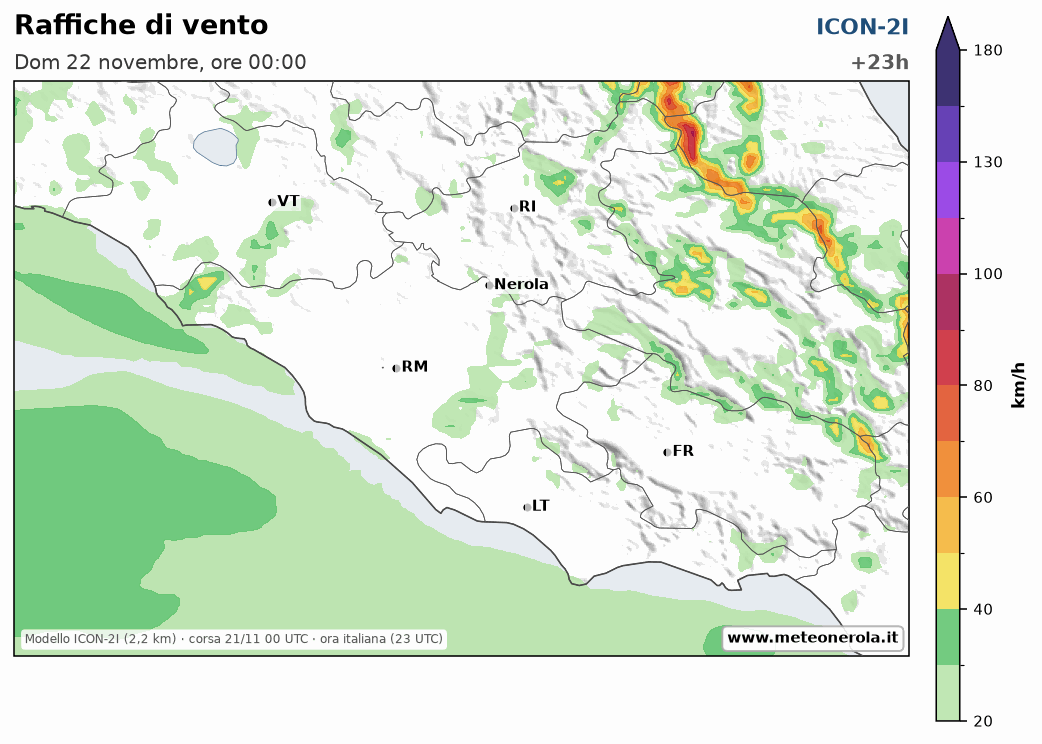 Raffiche di vento
ICON-2I
Dom 22 novembre, ore 00:00
+23h
VT
RI
Nerola
RM
FR
LT
Modello ICON-2I (2,2 km) · corsa 21/11 00 UTC · ora italiana (23 UTC)
www.meteonerola.it
180
130
100
80
60
40
20
km/h